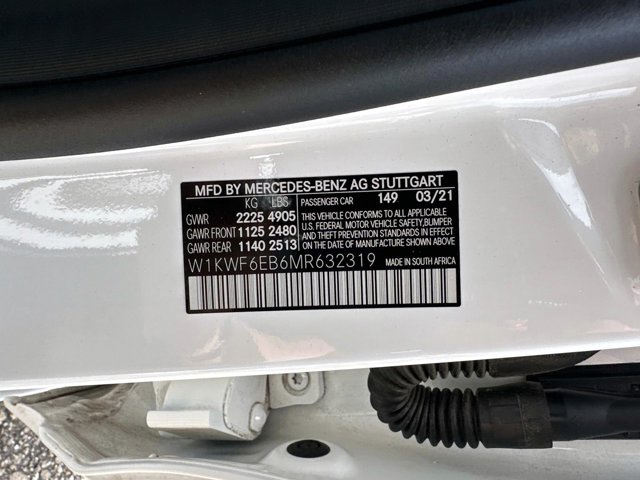 MFD BY MERCEDES-BENZ AG STUTTGART
KG LBS PASSENGER CAR 149 03/21
GVWR 2225 4905 THIS VEHICLE CONFORMS TO ALL APPLICABLE
GAWR FRONT 1125 2480 U.S. FEDERAL MOTOR VEHICLE SAFETY,BUMPER
AND THEFT PREVENTION STANDARDS IN EFFECT
GAWR REAR 1140 2513 ON THE DATE OF MANUFACTURE SHOWN ABOVE.
W1KWF6EB6MR632319 MADE IN SOUTH AFRICA